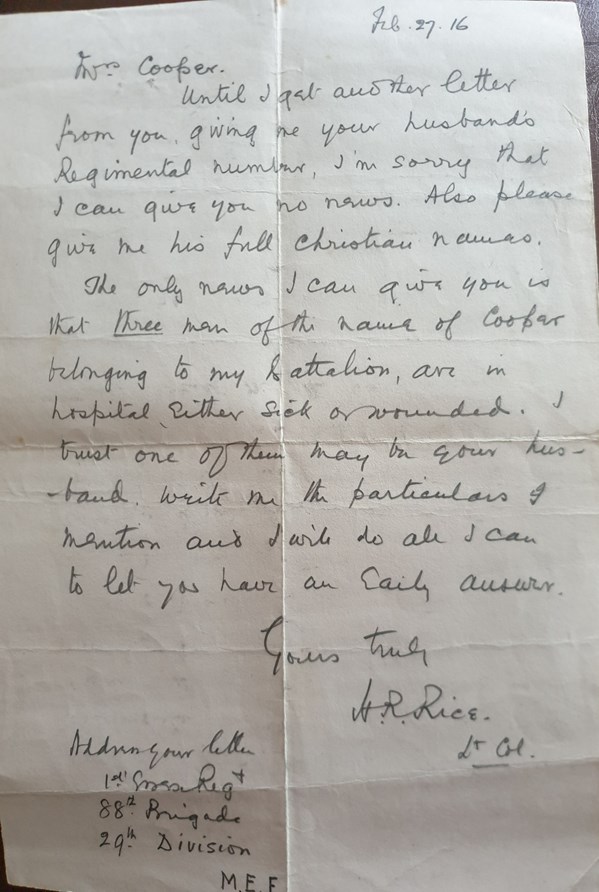 Feb. 27. 16
Mrs Cooper.
Until I get another letter
from you, giving me your husband's
Regimental number, I'm sorry that
I can give you no news. Also please
give me his full Christian names.
The only news I can give you is
that three men of the name of Cooper
belonging to my battalion, are in
hospital either sick or wounded. I
trust one of them may be your hus-
-band. Write me the particulars I
mention and I will do all I can
to let you have an early answer.
Yours truly
H.R. Rice.
Lt Col.
Address your letter
1st Essex Regt
88th Brigade
29th Division
M.E.F